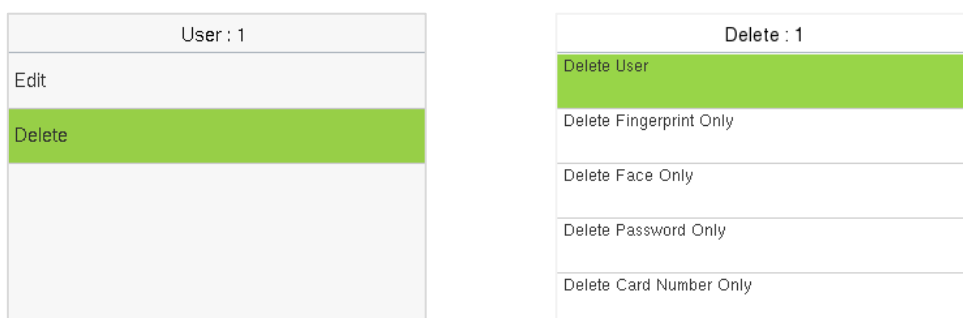 User : 1
Edit
Delete
Delete : 1
Delete User
Delete Fingerprint Only
Delete Face Only
Delete Password Only
Delete Card Number Only